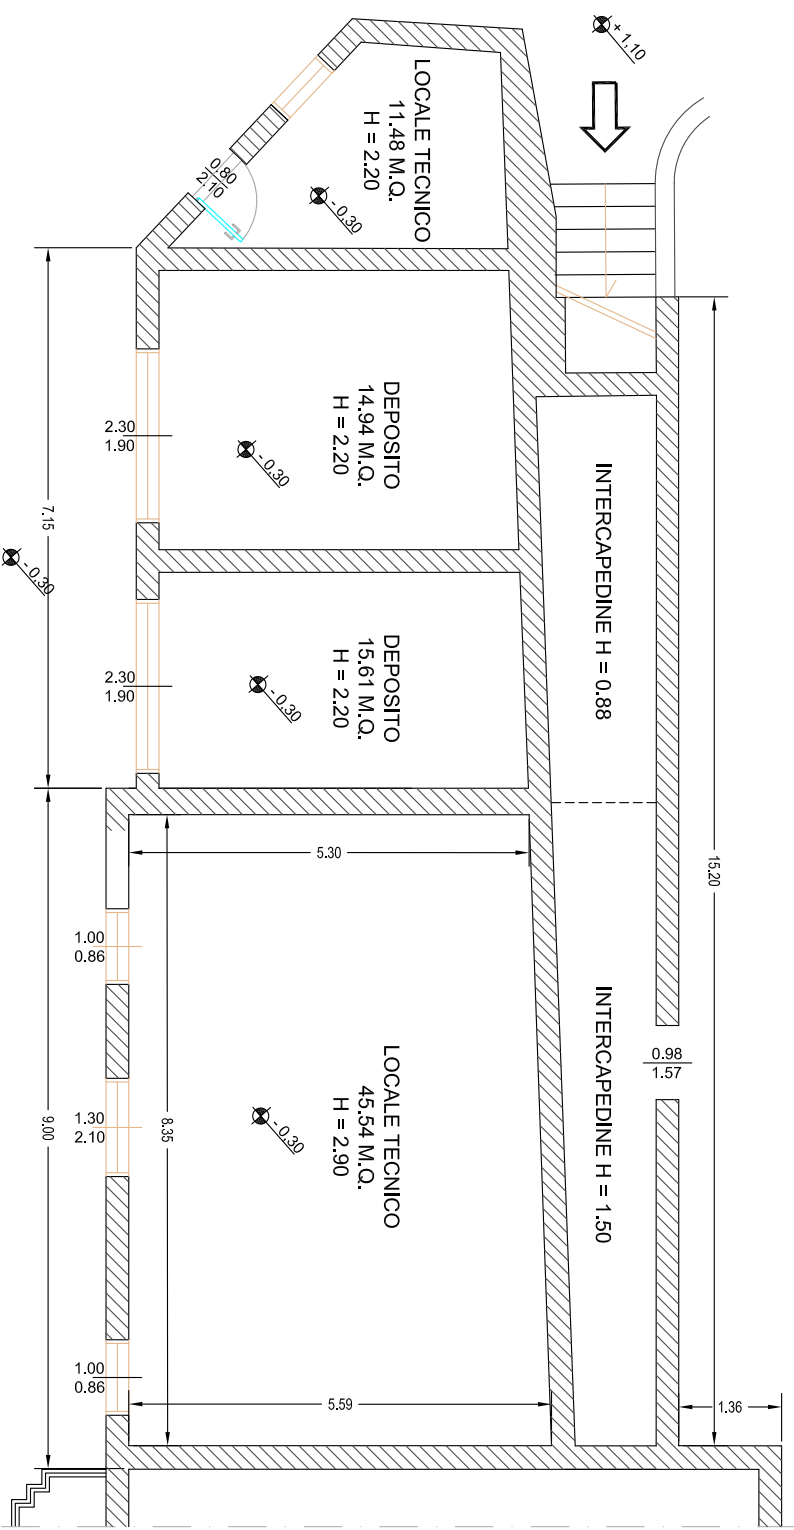 + 1,10
LOCALE TECNICO
11.48 M.Q.
H = 2.20
0.80
2.10
- 0,30
DEPOSITO
14.94 M.Q.
H = 2.20
- 0,30
2.30
1.90
INTERCAPEDINE H = 0.88
7.15
- 0,30
DEPOSITO
15.61 M.Q.
H = 2.20
- 0,30
2.30
1.90
5.30
15.20
1.00
0.86
INTERCAPEDINE H = 1.50
0.98
1.57
LOCALE TECNICO
45.54 M.Q.
H = 2.90
- 0,30
1.30
2.10
9.00
8.35
1.00
0.86
5.59
1.36